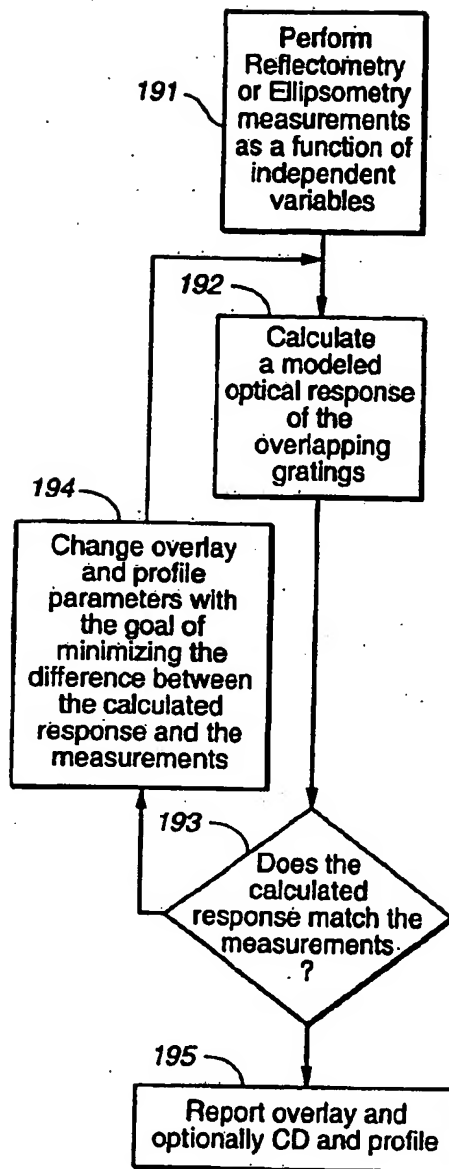 191
Perform
Reflectometry
or Ellipsometry
measurements
as a function of
independent
variables
192
Calculate
a modeled
optical response
of the
overlapping
gratings
194
Change overlay
and profile
parameters with
the goal of
minimizing the
difference between
the calculated
response and the
measurements
193
Does the
calculated
response match the
measurements
?
195
Report overlay and
optionally CD and profile